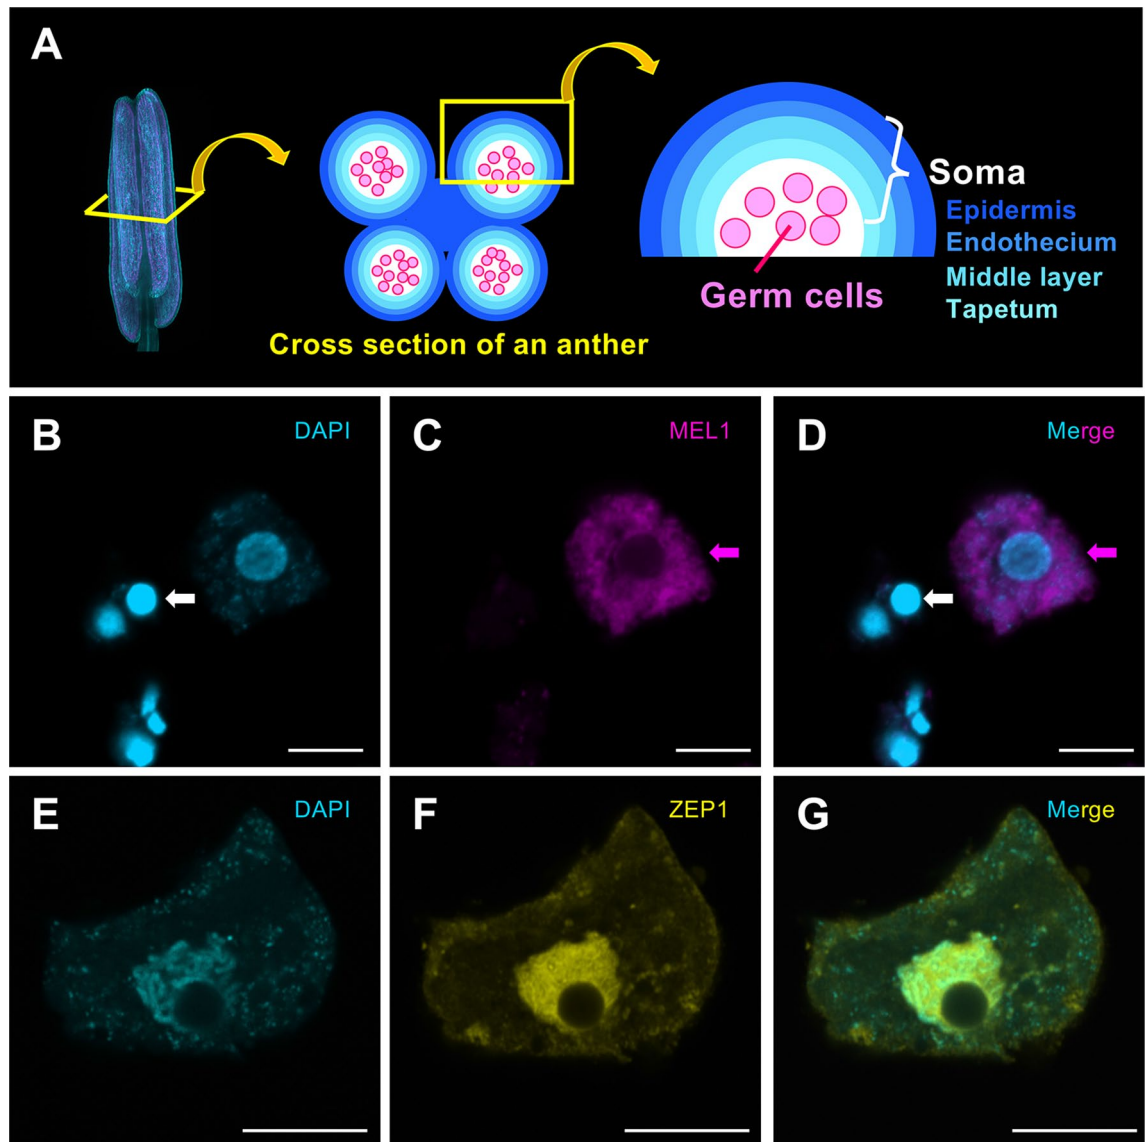 A
Soma
Epidermis
Endothecium
Middle layer
Tapetum
Germ cells
Cross section of an anther
B
DAPI
C
MEL1
D
Merge
E
DAPI
F
ZEP1
G
Merge